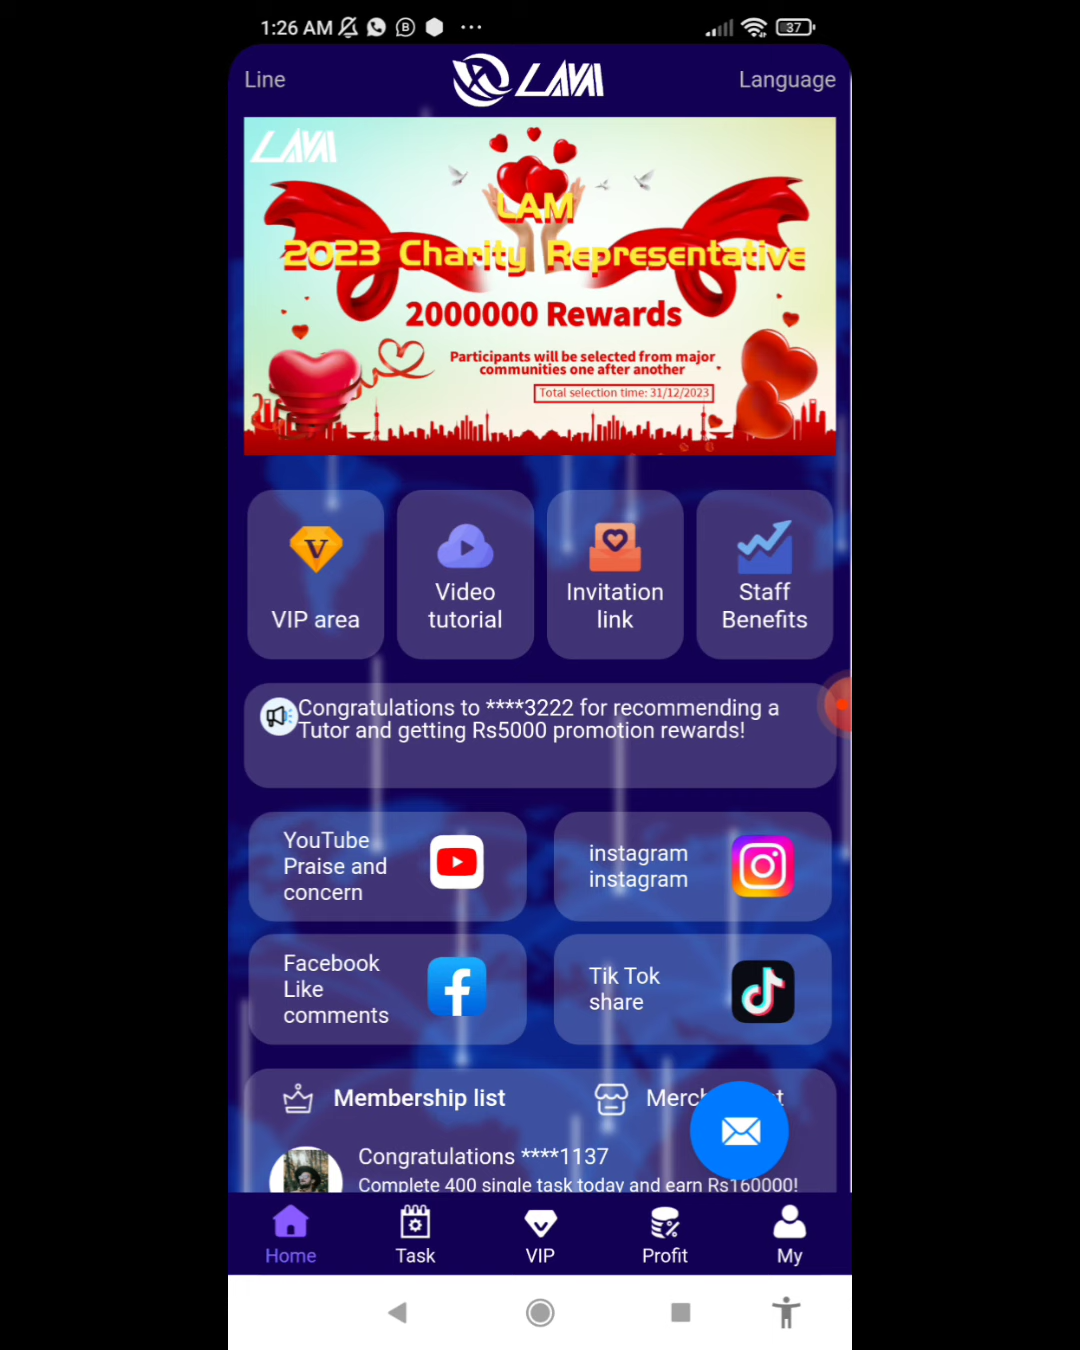 1:26 AM
37
Line
LAM
Language
LAM
LAM
2023 Charity Representative
2000000 Rewards
Participants will be selected from major
communities one after another
Total selection time: 31/12/2023
V
VIP area
Video
tutorial
Invitation
link
Staff
Benefits
Congratulations to ****3222 for recommending a
Tutor and getting Rs5000 promotion rewards!
YouTube
Praise and
concern
instagram
instagram
Facebook
Like
comments
Tik Tok
share
Membership list
Congratulations ****1137
Complete 400 single task today and earn Rs160000!
Home
Task
VIP
Profit
My